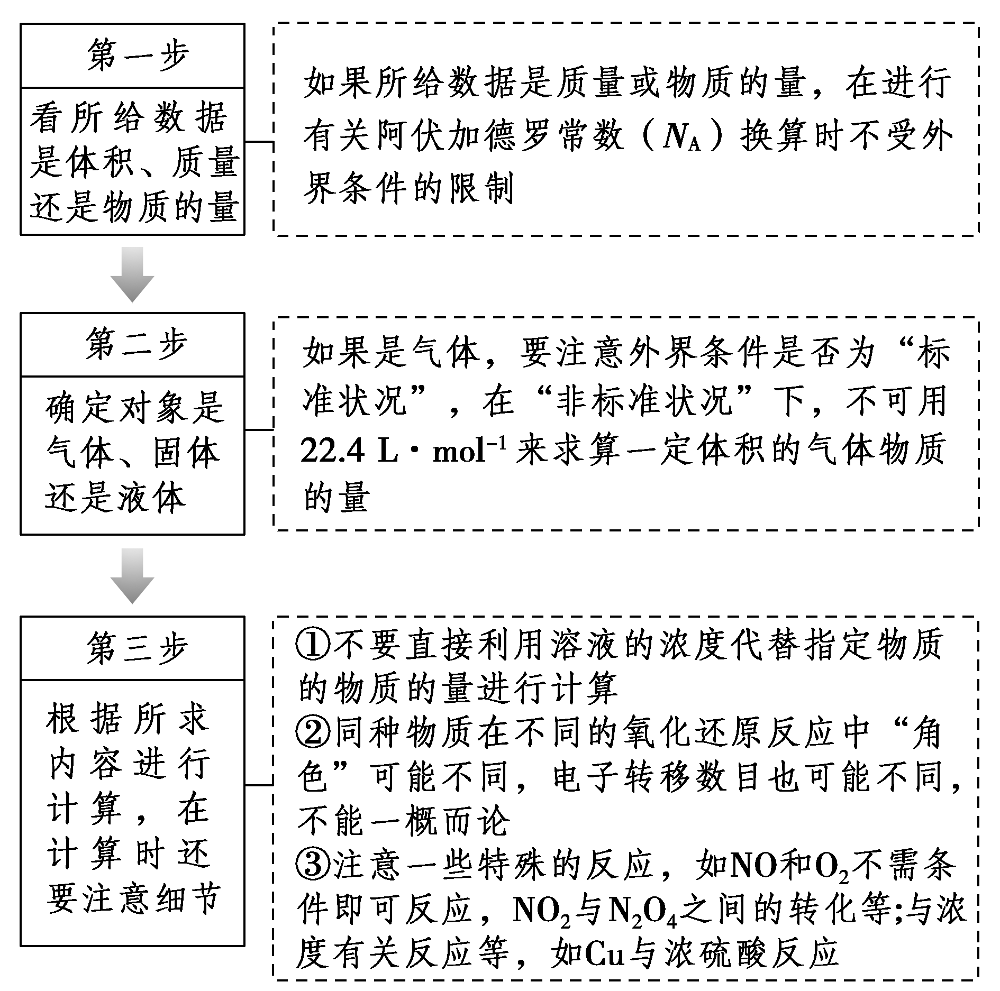 第一步
看所给数据
是体积、质量
还是物质的量
如果所给数据是质量或物质的量，在进行
有关阿伏加德罗常数（N_A）换算时不受外
界条件的限制
第二步
确定对象是
气体、固体
还是液体
如果是气体，要注意外界条件是否为“标
准状况”，在“非标准状况”下，不可用
22.4 L·mol⁻¹来求算一定体积的气体物质
的量
第三步
根据所求
内容进行
计算，在
计算时还
要注意细节
①不要直接利用溶液的浓度代替指定物质
的物质的量进行计算
②同种物质在不同的氧化还原反应中“角
色”可能不同，电子转移数目也可能不同，
不能一概而论
③注意一些特殊的反应，如NO和O₂不需条
件即可反应，NO₂与N₂O₄之间的转化等;与浓
度有关反应等，如Cu与浓硫酸反应